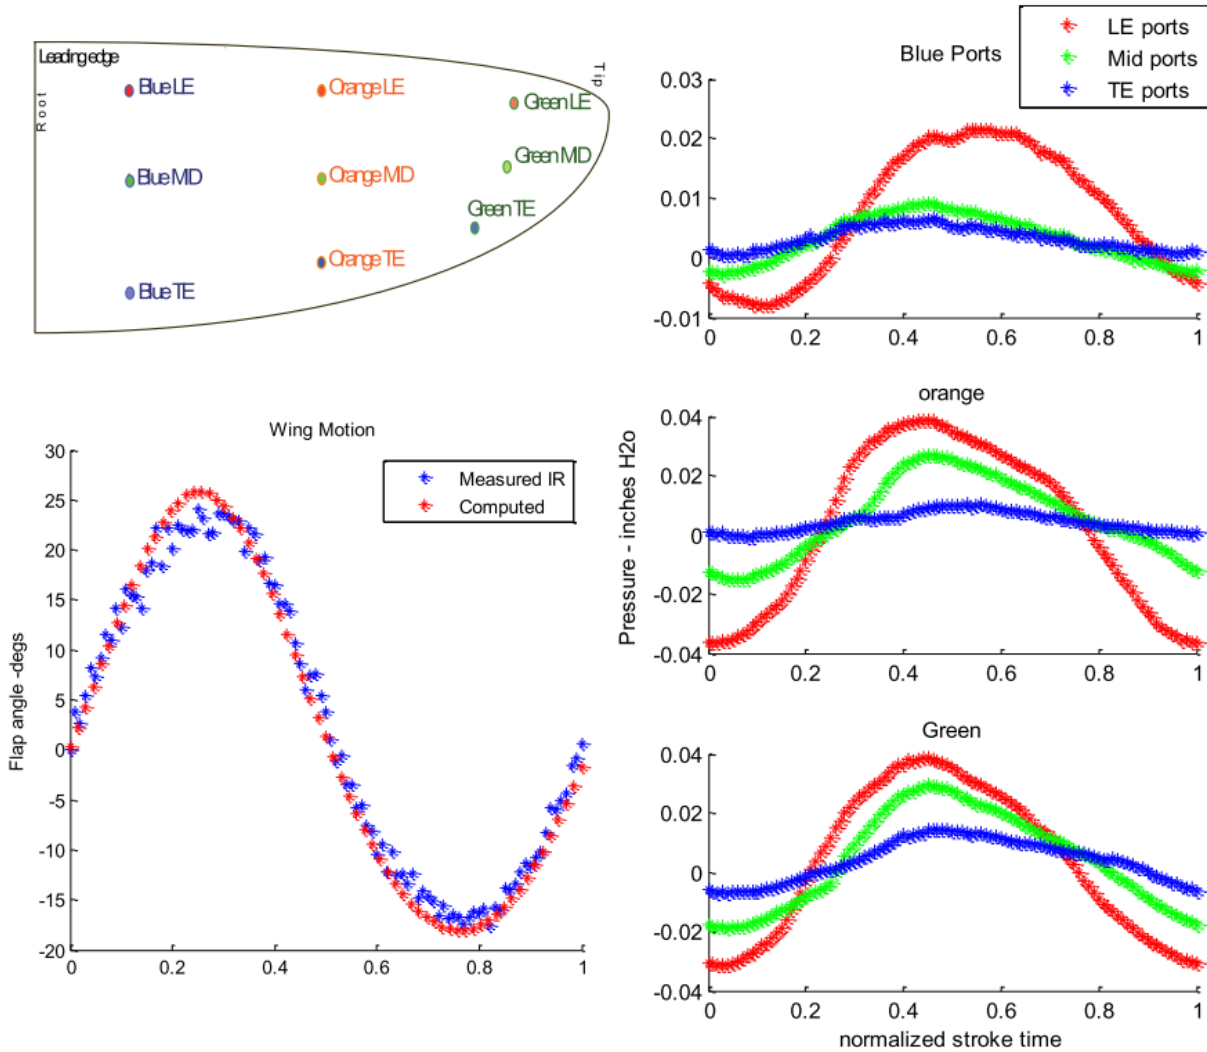 Leading edge
Root
Tip
Blue LE
Orange LE
Green LE
Blue MID
Orange MID
Green MID
Green TE
Blue TE
Orange TE
LE ports
Mid ports
TE ports
Blue Ports
0.03
0.02
0.01
0
-0.01
0 0.2 0.4 0.6 0.8 1
Wing Motion
Measured IR
Computed
Flap angle -degs
30
25
20
15
10
5
0
-5
-10
-15
-20
0 0.2 0.4 0.6 0.8 1
orange
Pressure - inches H2o
0.04
0.02
0
-0.02
-0.04
0 0.2 0.4 0.6 0.8 1
Green
0.04
0.02
0
-0.02
-0.04
0 0.2 0.4 0.6 0.8 1
normalized stroke time